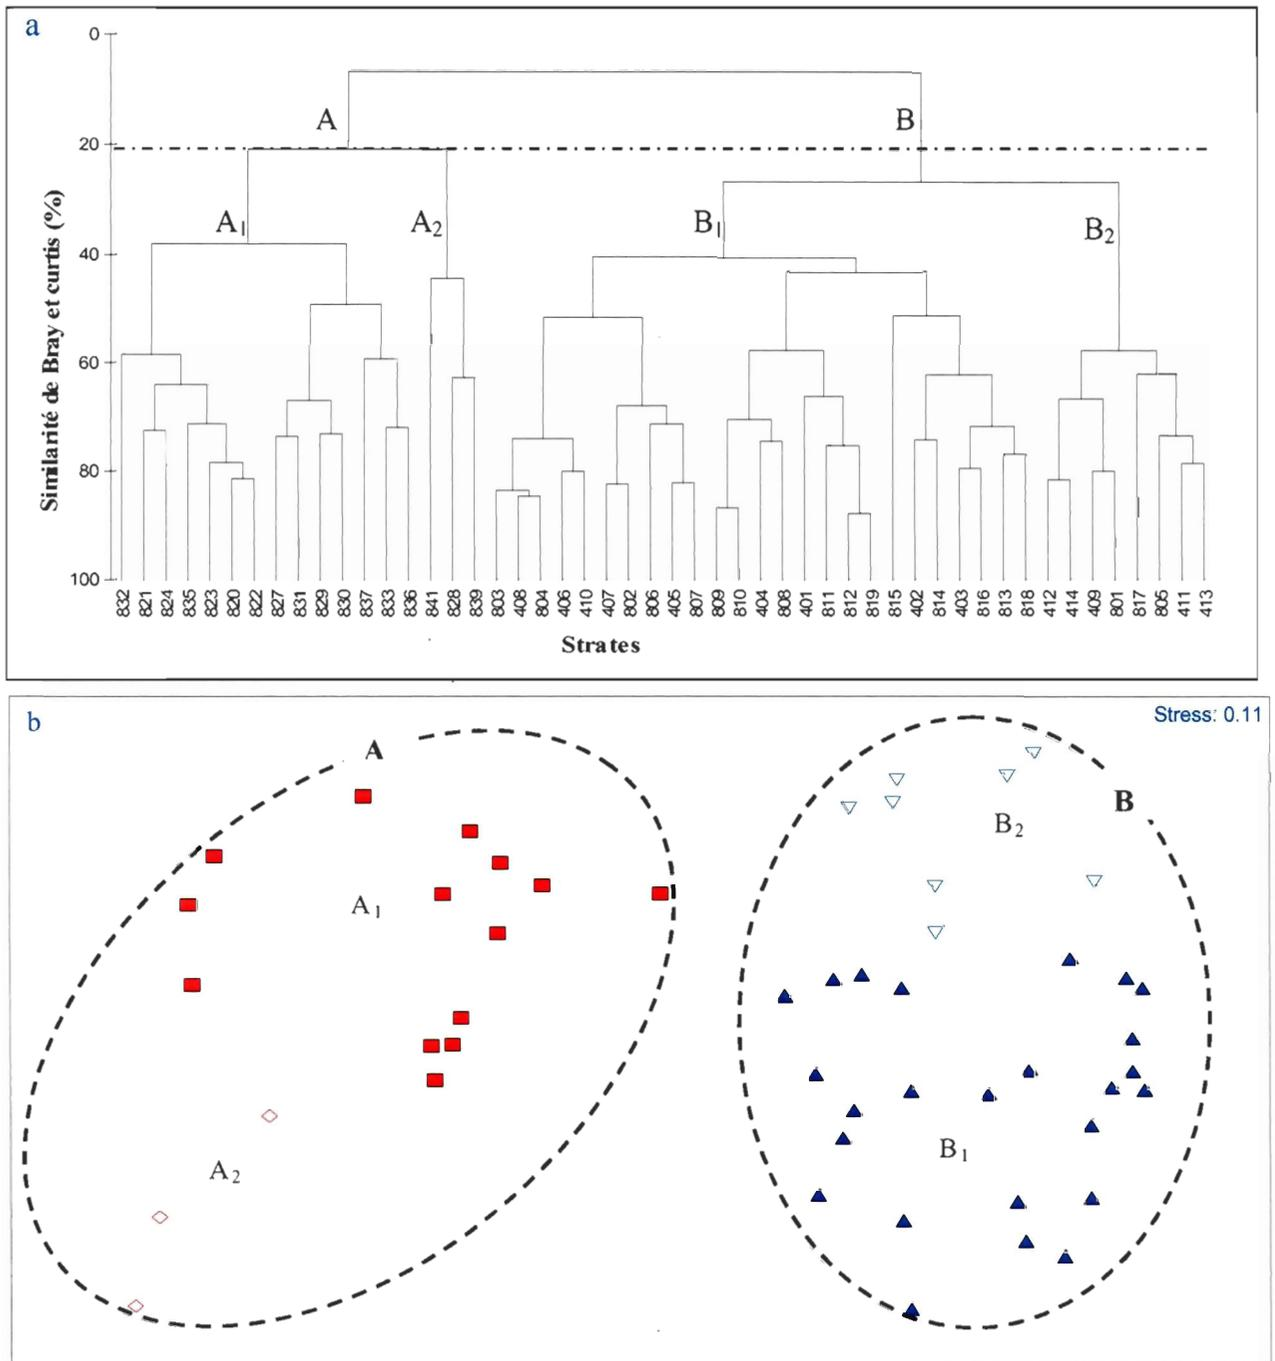 a
0
A
B
20
A1
A2
B1
B2
40
60
80
100
Similarité de Bray et curtis (%)
832 821 824 835 823 820 822 827 831 829 830 837 833 836 841 828 839 803 408 804 406 410 407 802 806 405 807 809 810 404 808 401 811 812 819 815 402 814 403 816 813 818 412 414 409 801 817 805 411 413
Strates
b
Stress: 0.11
A
B
B2
A1
B1
A2